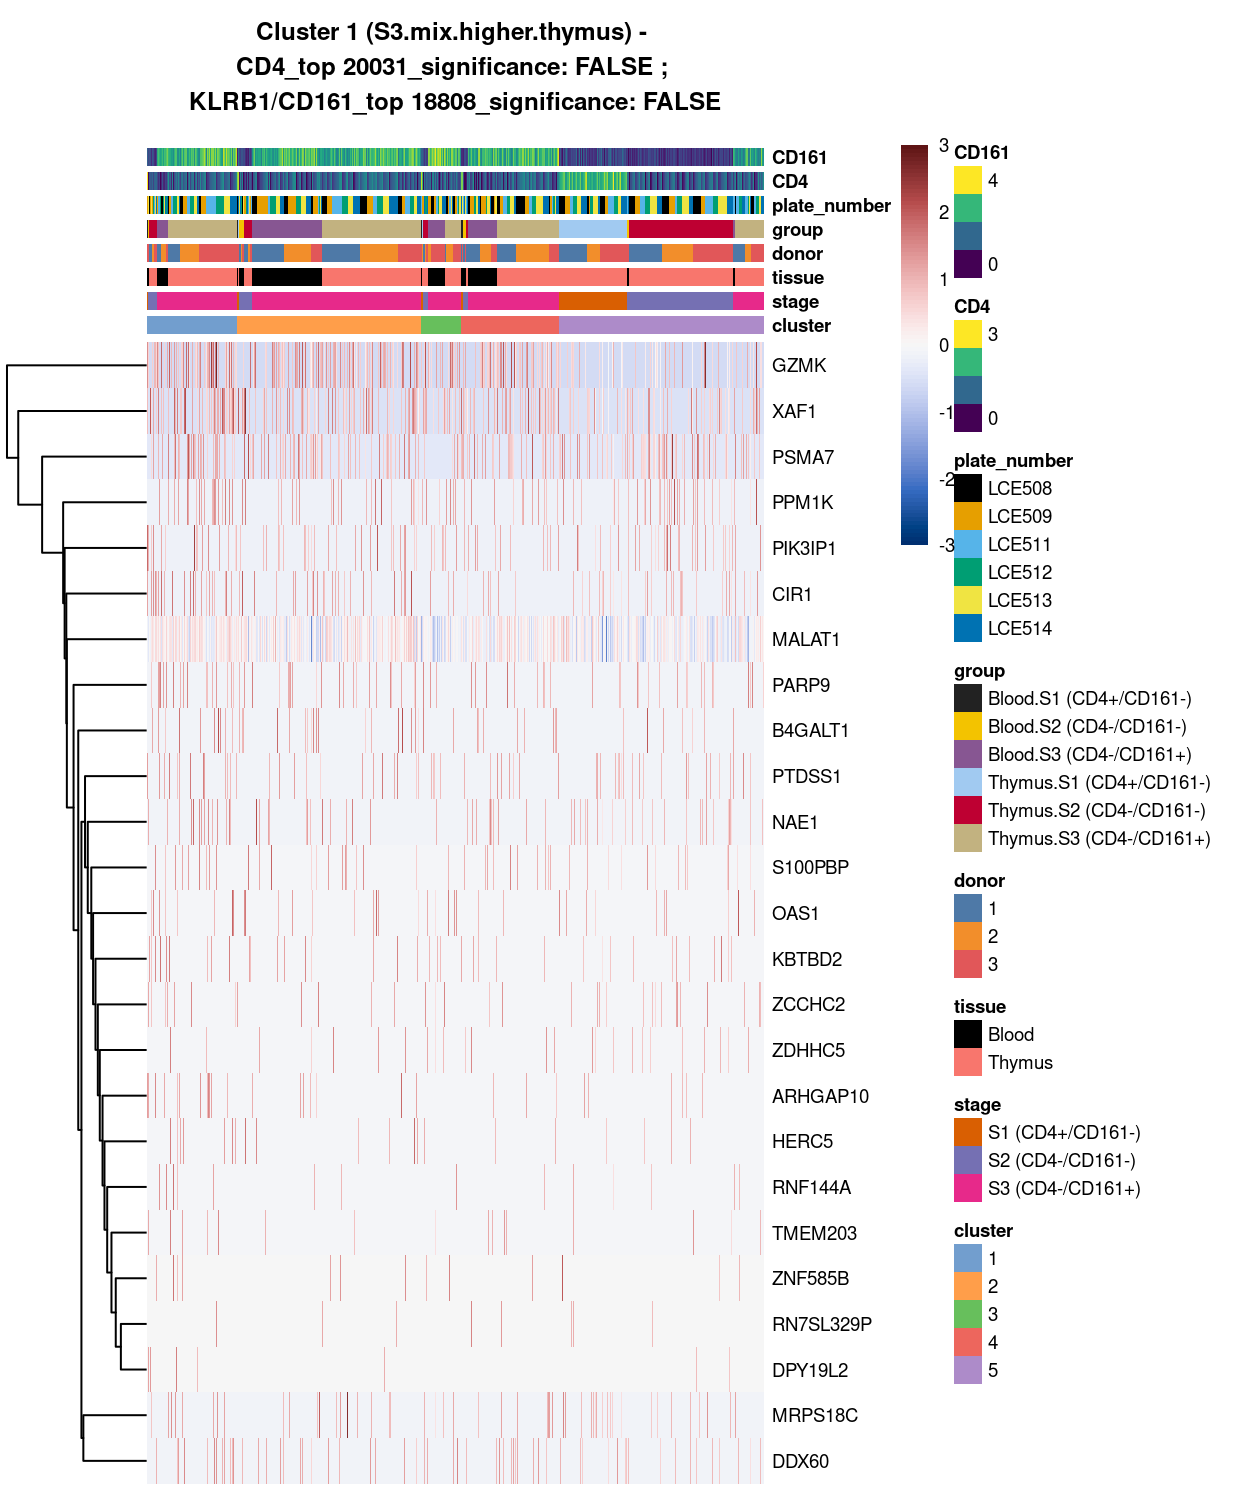 Cluster 1 (S3.mix.higher.thymus) -
CD4_top 20031_significance: FALSE ;
KLRB1/CD161_top 18808_significance: FALSE
CD161
CD4
plate_number
group
donor
tissue
stage
cluster
GZMK
XAF1
PSMA7
PPM1K
PIK3IP1
CIR1
MALAT1
PARP9
B4GALT1
PTDSS1
NAE1
S100PBP
OAS1
KBTBD2
ZCCHC2
ZDHHC5
ARHGAP10
HERC5
RNF144A
TMEM203
ZNF585B
RN7SL329P
DPY19L2
MRPS18C
DDX60
3
2
1
0
-1
-2
-3
CD161
4
0
CD4
3
0
plate_number
LCE508
LCE509
LCE511
LCE512
LCE513
LCE514
group
Blood.S1 (CD4+/CD161-)
Blood.S2 (CD4-/CD161-)
Blood.S3 (CD4-/CD161+)
Thymus.S1 (CD4+/CD161-)
Thymus.S2 (CD4-/CD161-)
Thymus.S3 (CD4-/CD161+)
donor
1
2
3
tissue
Blood
Thymus
stage
S1 (CD4+/CD161-)
S2 (CD4-/CD161-)
S3 (CD4-/CD161+)
cluster
1
2
3
4
5